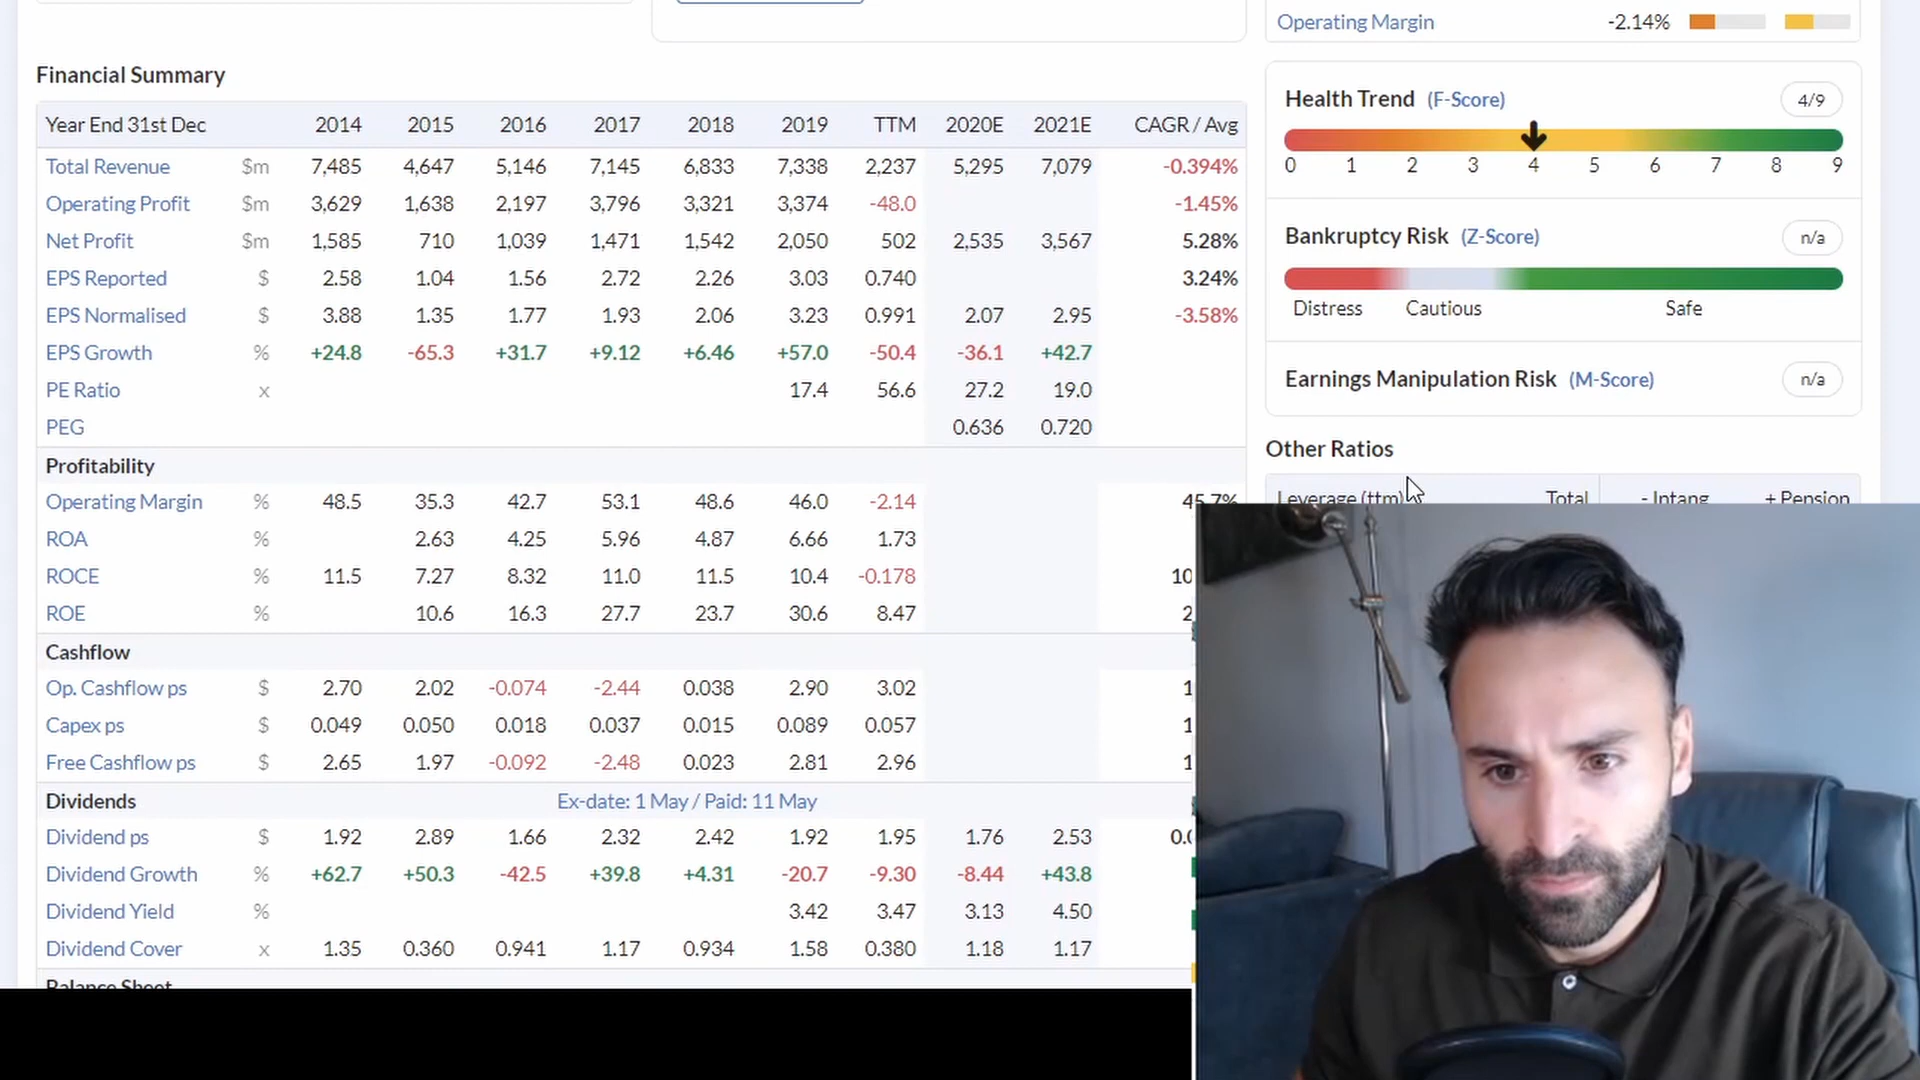 Operating Margin -2.14%
Financial Summary
Year End 31st Dec 2014 2015 2016 2017 2018 2019 TTM 2020E 2021E CAGR / Avg
Total Revenue $m 7,485 4,647 5,146 7,145 6,833 7,338 2,237 5,295 7,079 -0.394%
Operating Profit $m 3,629 1,638 2,197 3,796 3,321 3,374 -48.0 -1.45%
Net Profit $m 1,585 710 1,039 1,471 1,542 2,050 502 2,535 3,567 5.28%
EPS Reported $ 2.58 1.04 1.56 2.72 2.26 3.03 0.740 3.24%
EPS Normalised $ 3.88 1.35 1.77 1.93 2.06 3.23 0.991 2.07 2.95 -3.58%
EPS Growth % +24.8 -65.3 +31.7 +9.12 +6.46 +57.0 -50.4 -36.1 +42.7
PE Ratio x 17.4 56.6 27.2 19.0
PEG 0.636 0.720
Profitability
Operating Margin % 48.5 35.3 42.7 53.1 48.6 46.0 -2.14 45.7%
ROA % 2.63 4.25 5.96 4.87 6.66 1.73
ROCE % 11.5 7.27 8.32 11.0 11.5 10.4 -0.178 10
ROE % 10.6 16.3 27.7 23.7 30.6 8.47 2
Cashflow
Op. Cashflow ps $ 2.70 2.02 -0.074 -2.44 0.038 2.90 3.02 1
Capex ps $ 0.049 0.050 0.018 0.037 0.015 0.089 0.057 1
Free Cashflow ps $ 2.65 1.97 -0.092 -2.48 0.023 2.81 2.96 1
Dividends Ex-date: 1 May / Paid: 11 May
Dividend ps $ 1.92 2.89 1.66 2.32 2.42 1.92 1.95 1.76 2.53 0.0
Dividend Growth % +62.7 +50.3 -42.5 +39.8 +4.31 -20.7 -9.30 -8.44 +43.8
Dividend Yield % 3.42 3.47 3.13 4.50
Dividend Cover x 1.35 0.360 0.941 1.17 0.934 1.58 0.380 1.18 1.17
Balance Sheet
Health Trend (F-Score) 4/9
0 1 2 3 4 5 6 7 8 9
Bankruptcy Risk (Z-Score) n/a
Distress Cautious Safe
Earnings Manipulation Risk (M-Score) n/a
Other Ratios
Leverage (ttm) Total - Intang + Pension